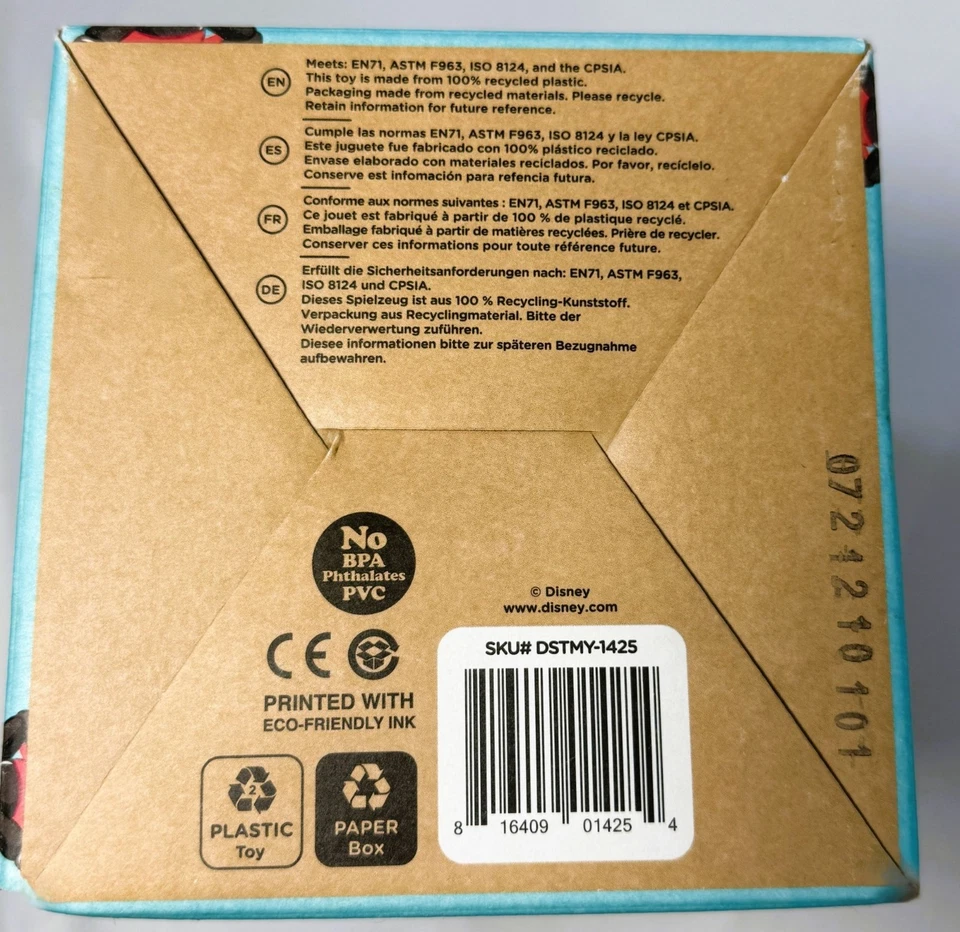 EN
Meets: EN71, ASTM F963, ISO 8124, and the CPSIA.
This toy is made from 100% recycled plastic.
Packaging made from recycled materials. Please recycle.
Retain information for future reference.
ES
Cumple las normas EN71, ASTM F963, ISO 8124 y la ley CPSIA.
Este juguete fue fabricado con 100% plástico reciclado.
Envase elaborado con materiales reciclados. Por favor, recíclelo.
Conserve est infomación para refencia futura.
FR
Conforme aux normes suivantes : EN71, ASTM F963, ISO 8124 et CPSIA.
Ce jouet est fabriqué à partir de 100 % de plastique recyclé.
Emballage fabriqué à partir de matières recyclées. Prière de recycler.
Conserver ces informations pour toute référence future.
DE
Erfüllt die Sicherheitsanforderungen nach: EN71, ASTM F963,
ISO 8124 und CPSIA.
Dieses Spielzeug ist aus 100 % Recycling-Kunststoff.
Verpackung aus Recyclingmaterial. Bitte der
Wiederverwertung zuführen.
Diesee informationen bitte zur späteren Bezugnahme
aufbewahren.
07241210101
No
BPA
Phthalates
PVC
© Disney
www.disney.com
CE
PRINTED WITH
ECO-FRIENDLY INK
SKU# DSTMY-1425
8 16409 01425 4
2
PLASTIC
Toy
PAPER
Box